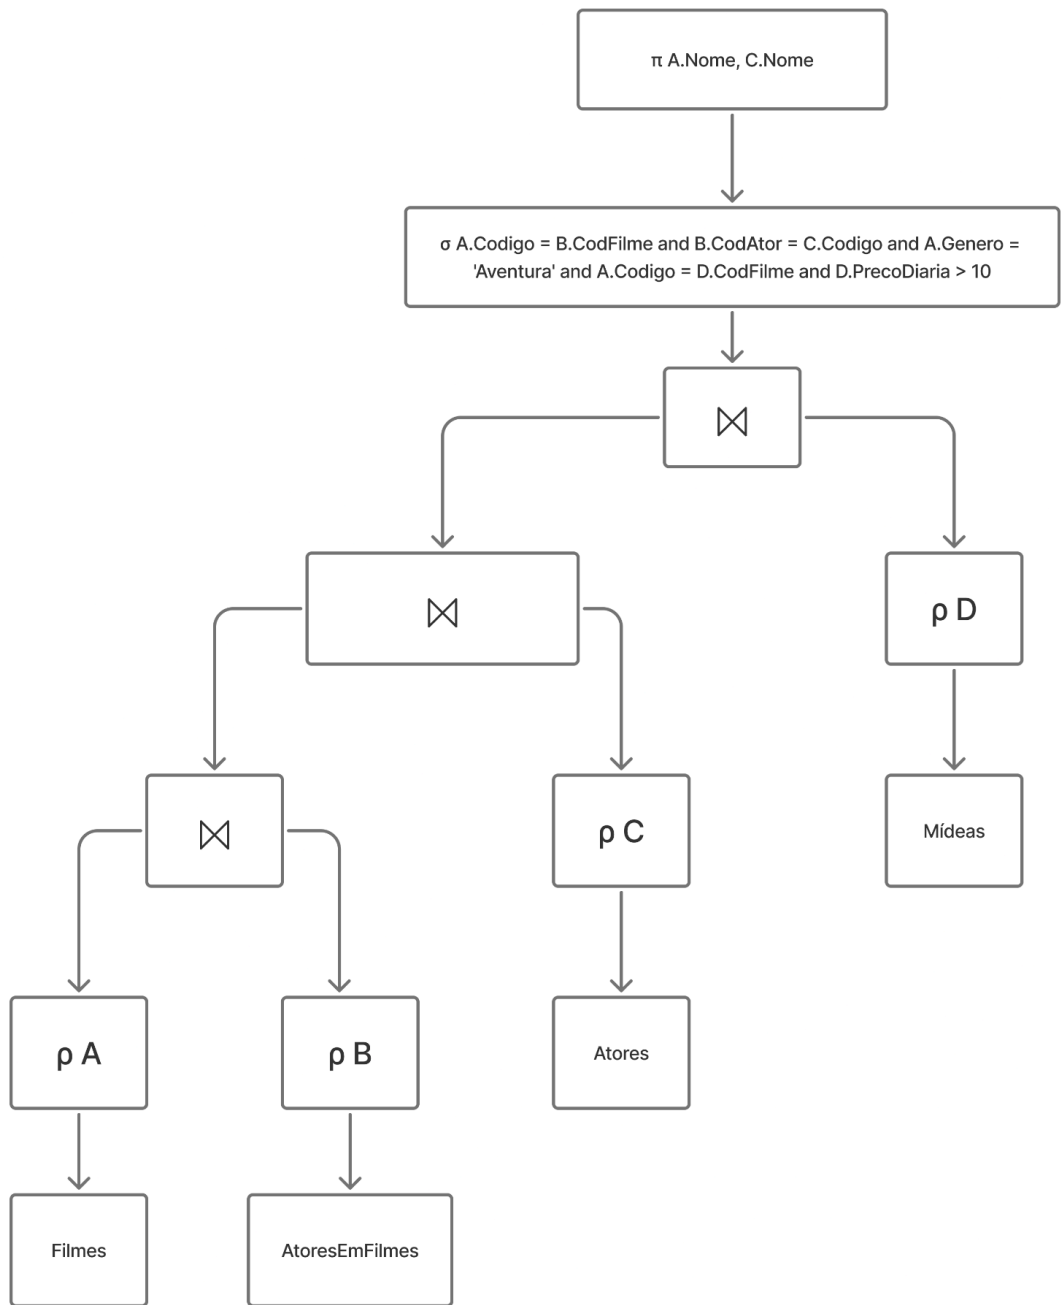 π A.Nome, C.Nome
σ A.Codigo = B.CodFilme and B.CodAtor = C.Codigo and A.Genero =
'Aventura' and A.Codigo = D.CodFilme and D.PrecoDiaria > 10
⋈
⋈
ρ D
⋈
ρ C
Mídeas
ρ A
ρ B
Atores
Filmes
AtoresEmFilmes